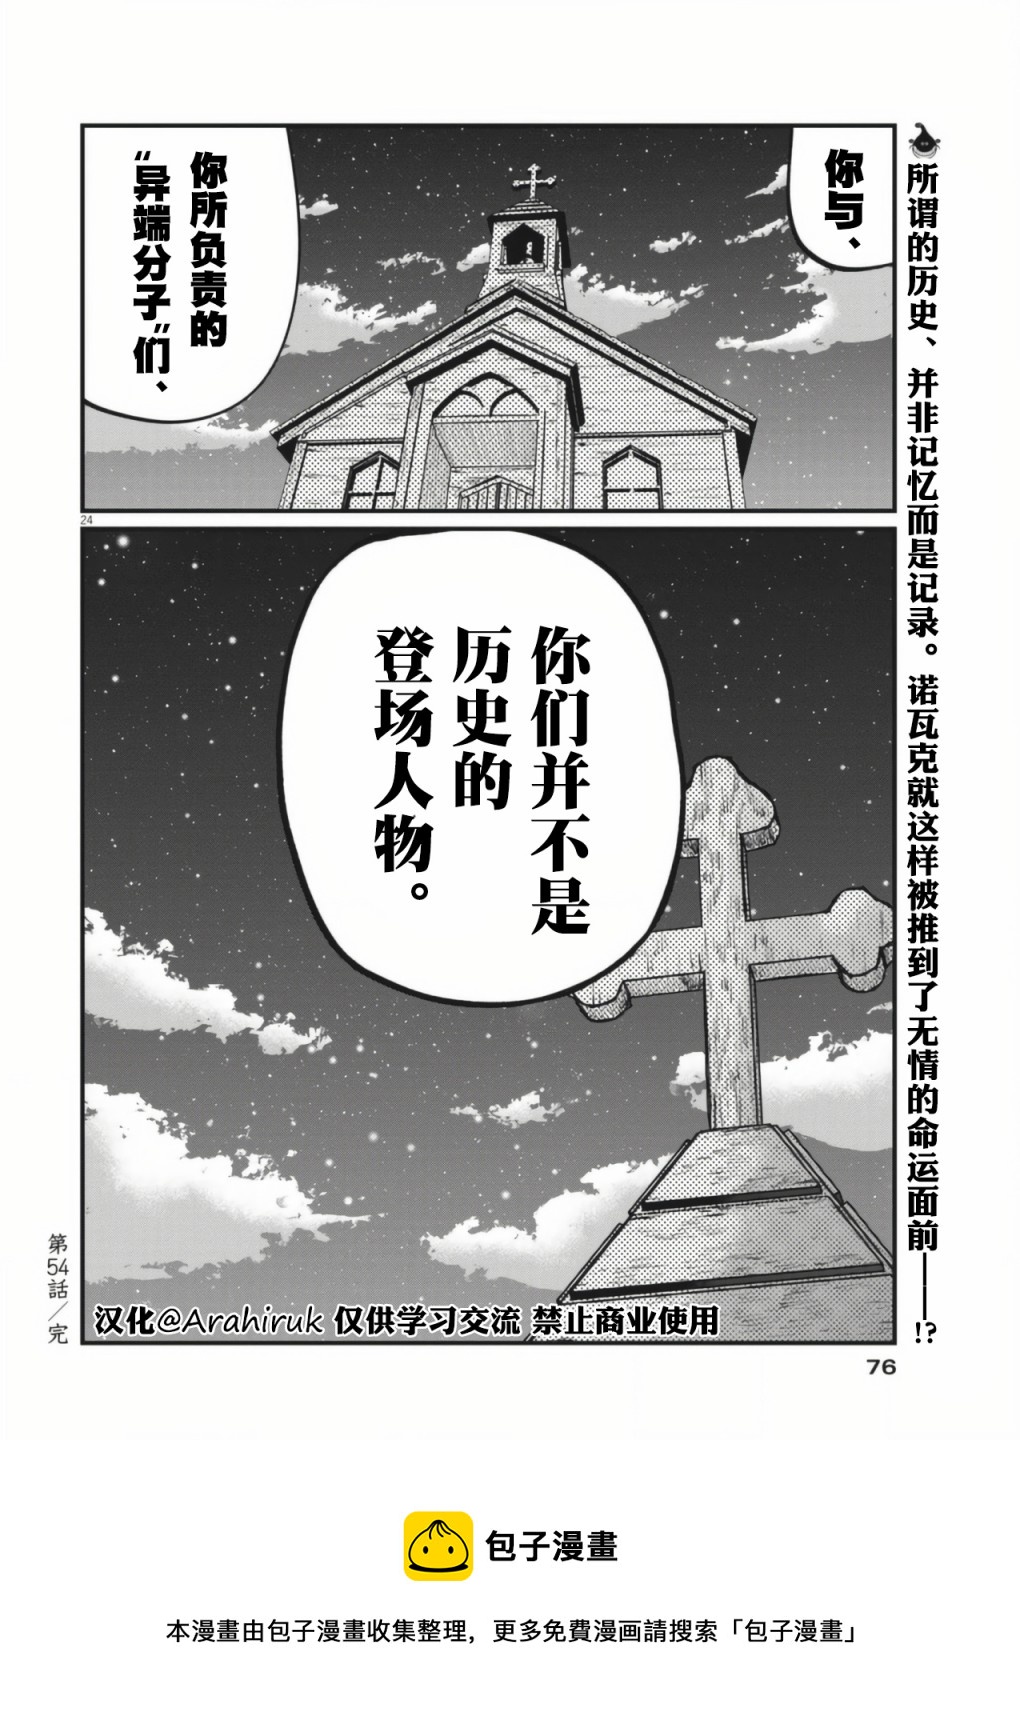 所谓的历史、并非记忆而是记录。诺瓦克就这样被推到了无情的命运面前——!?
你与、
你所负责的
“异端分子”们、
24
你们并不是
历史的
登场人物。
汉化@Arahiruk 仅供学习交流 禁止商业使用
第54話／完
76
包子漫畫
本漫畫由包子漫畫收集整理，更多免費漫画請搜索「包子漫畫」